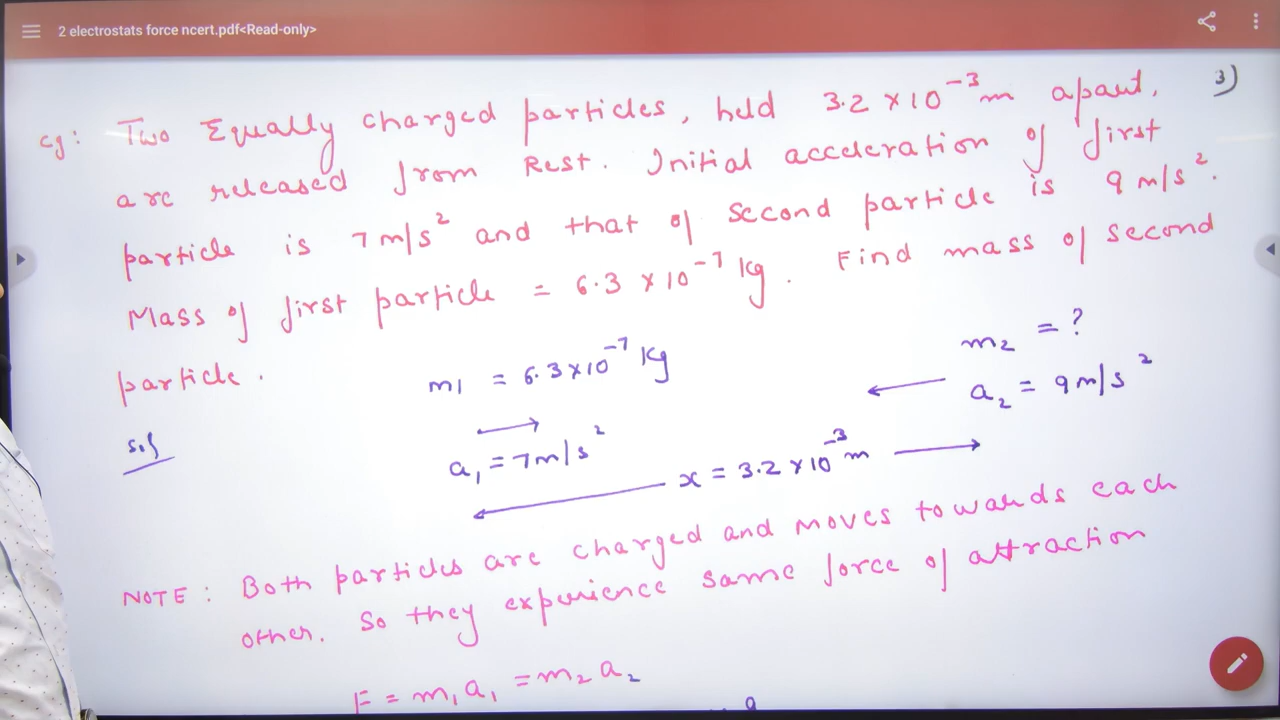 2 electrostats force ncert.pdf<Read-only>
3)
eg: Two Equally charged particles, held 3.2 × 10⁻³ m apart,
are released from Rest. Initial acceleration of first
particle is 7 m/s² and that of second particle is 9 m/s².
Mass of first particle = 6.3 × 10⁻⁷ Kg. Find mass of second
particle.
Sol
m1 = 6.3×10⁻⁷ Kg
m₂ = ?
a₁ = 7m/s²
a₂ = 9m/s²
x = 3.2 × 10⁻³ m
NOTE : Both particles are charged and moves towards each
other. So they experience same force of attraction
F = m₁a₁ = m₂a₂